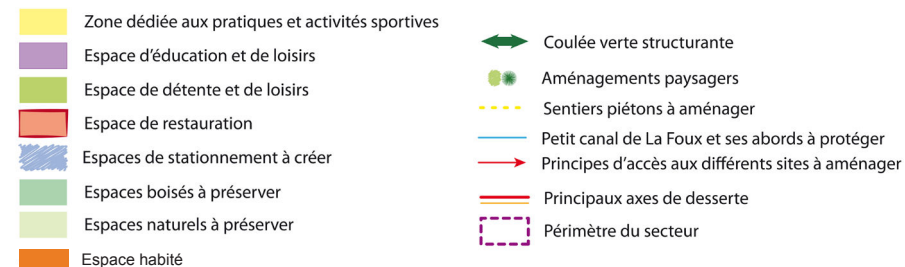 Zone dédiée aux pratiques et activités sportives
Espace d'éducation et de loisirs
Espace de détente et de loisirs
Espace de restauration
Espaces de stationnement à créer
Espaces boisés à préserver
Espaces naturels à préserver
Espace habité
Coulée verte structurante
Aménagements paysagers
Sentiers piétons à aménager
Petit canal de La Foux et ses abords à protéger
Principes d'accès aux différents sites à aménager
Principaux axes de desserte
Périmètre du secteur